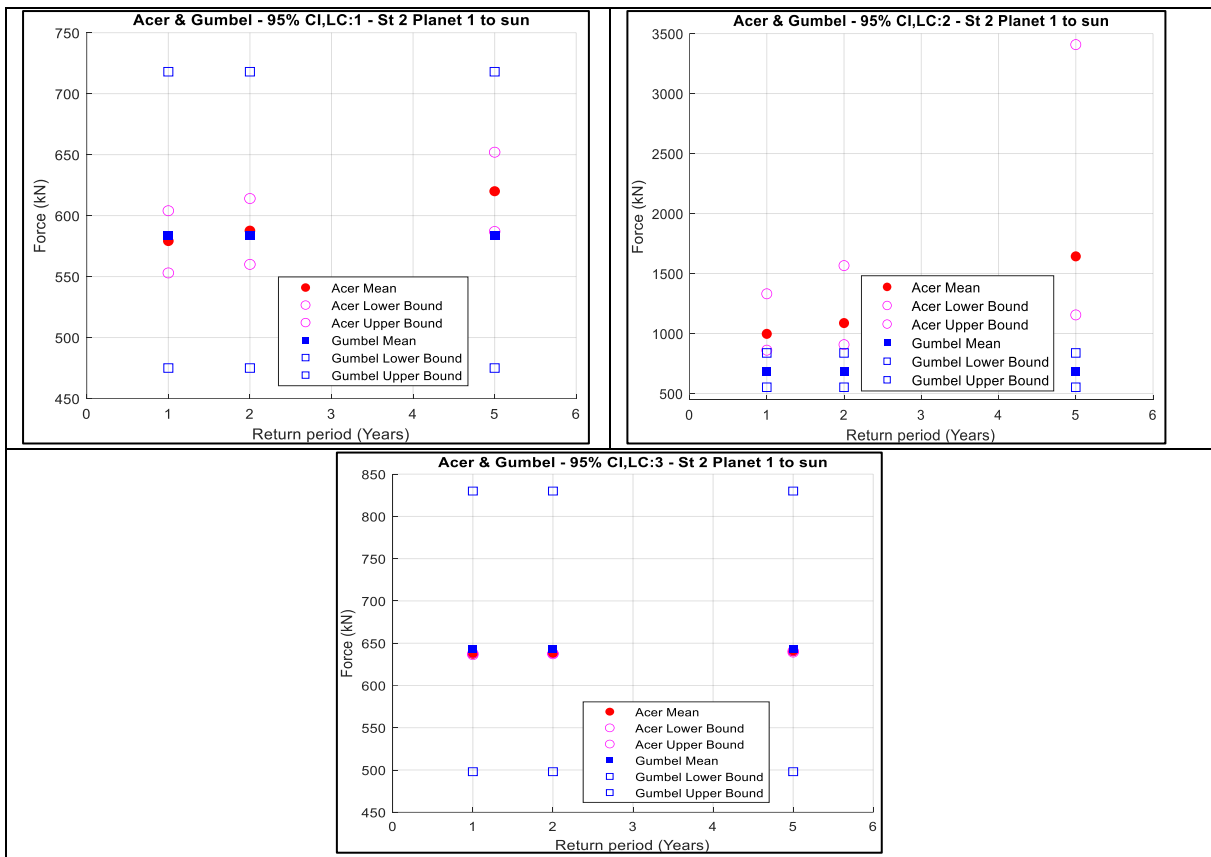 Acer & Gumbel - 95% CI,LC:1 - St 2 Planet 1 to sun
750
700
650
600
550
500
450
Force (kN)
Acer Mean
Acer Lower Bound
Acer Upper Bound
Gumbel Mean
Gumbel Lower Bound
Gumbel Upper Bound
0 1 2 3 4 5 6
Return period (Years)
Acer & Gumbel - 95% CI,LC:2 - St 2 Planet 1 to sun
3500
3000
2500
2000
1500
1000
500
Force (kN)
Acer Mean
Acer Lower Bound
Acer Upper Bound
Gumbel Mean
Gumbel Lower Bound
Gumbel Upper Bound
0 1 2 3 4 5 6
Return period (Years)
Acer & Gumbel - 95% CI,LC:3 - St 2 Planet 1 to sun
850
800
750
700
650
600
550
500
450
Force (kN)
Acer Mean
Acer Lower Bound
Acer Upper Bound
Gumbel Mean
Gumbel Lower Bound
Gumbel Upper Bound
0 1 2 3 4 5 6
Return period (Years)